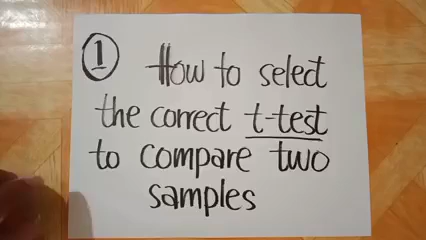 1 How to select
the correct t-test
to compare two
samples